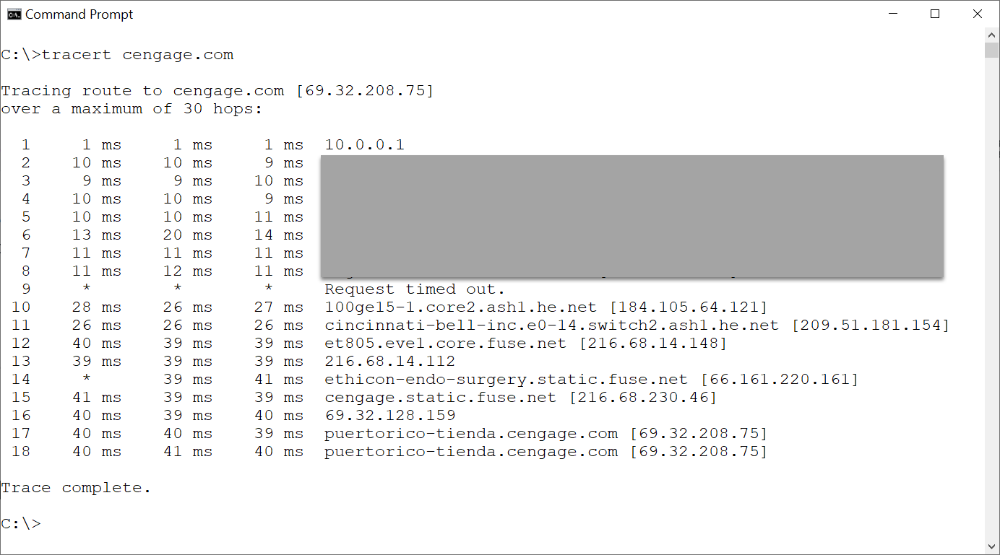 Command Prompt
C:\>tracert cengage.com
Tracing route to cengage.com [69.32.208.75]
over a maximum of 30 hops:
1 1 ms 1 ms 1 ms 10.0.0.1
2 10 ms 10 ms 9 ms
3 9 ms 9 ms 10 ms
4 10 ms 10 ms 9 ms
5 10 ms 10 ms 11 ms
6 13 ms 20 ms 14 ms
7 11 ms 11 ms 11 ms
8 11 ms 12 ms 11 ms
9 * * * Request timed out.
10 28 ms 26 ms 27 ms 100ge15-1.core2.ash1.he.net [184.105.64.121]
11 26 ms 26 ms 26 ms cincinnati-bell-inc.e0-14.switch2.ash1.he.net [209.51.181.154]
12 40 ms 39 ms 39 ms et805.eve1.core.fuse.net [216.68.14.148]
13 39 ms 39 ms 39 ms 216.68.14.112
14 * 39 ms 41 ms ethicon-endo-surgery.static.fuse.net [66.161.220.161]
15 41 ms 39 ms 39 ms cengage.static.fuse.net [216.68.230.46]
16 40 ms 39 ms 40 ms 69.32.128.159
17 40 ms 40 ms 39 ms puertorico-tienda.cengage.com [69.32.208.75]
18 40 ms 41 ms 40 ms puertorico-tienda.cengage.com [69.32.208.75]
Trace complete.
C:\>